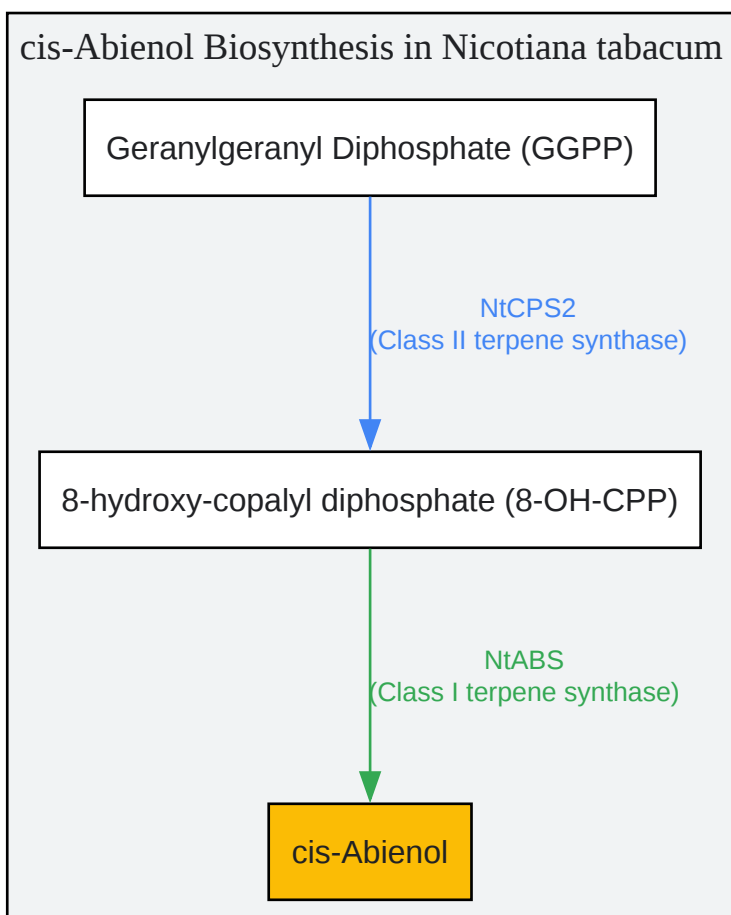 cis-Abienol Biosynthesis in Nicotiana tabacum
Geranylgeranyl Diphosphate (GGPP)
NtCPS2
(Class II terpene synthase)
8-hydroxy-copalyl diphosphate (8-OH-CPP)
NtABS
(Class I terpene synthase)
cis-Abienol